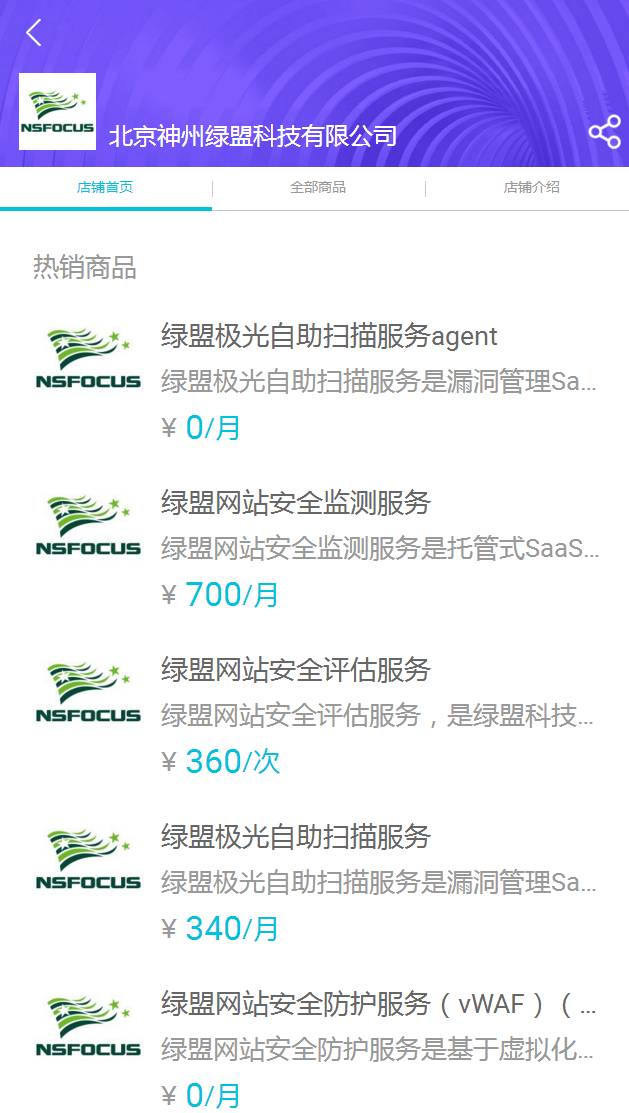 NSFOCUS
北京神州绿盟科技有限公司
店铺首页
全部商品
店铺介绍
热销商品
NSFOCUS
绿盟极光自助扫描服务agent
绿盟极光自助扫描服务是漏洞管理Sa...
¥ 0/月
NSFOCUS
绿盟网站安全监测服务
绿盟网站安全监测服务是托管式SaaS...
¥ 700/月
NSFOCUS
绿盟网站安全评估服务
绿盟网站安全评估服务，是绿盟科技...
¥ 360/次
NSFOCUS
绿盟极光自助扫描服务
绿盟极光自助扫描服务是漏洞管理Sa...
¥ 340/月
NSFOCUS
绿盟网站安全防护服务（vWAF）（...
绿盟网站安全防护服务是基于虚拟化...
¥ 0/月